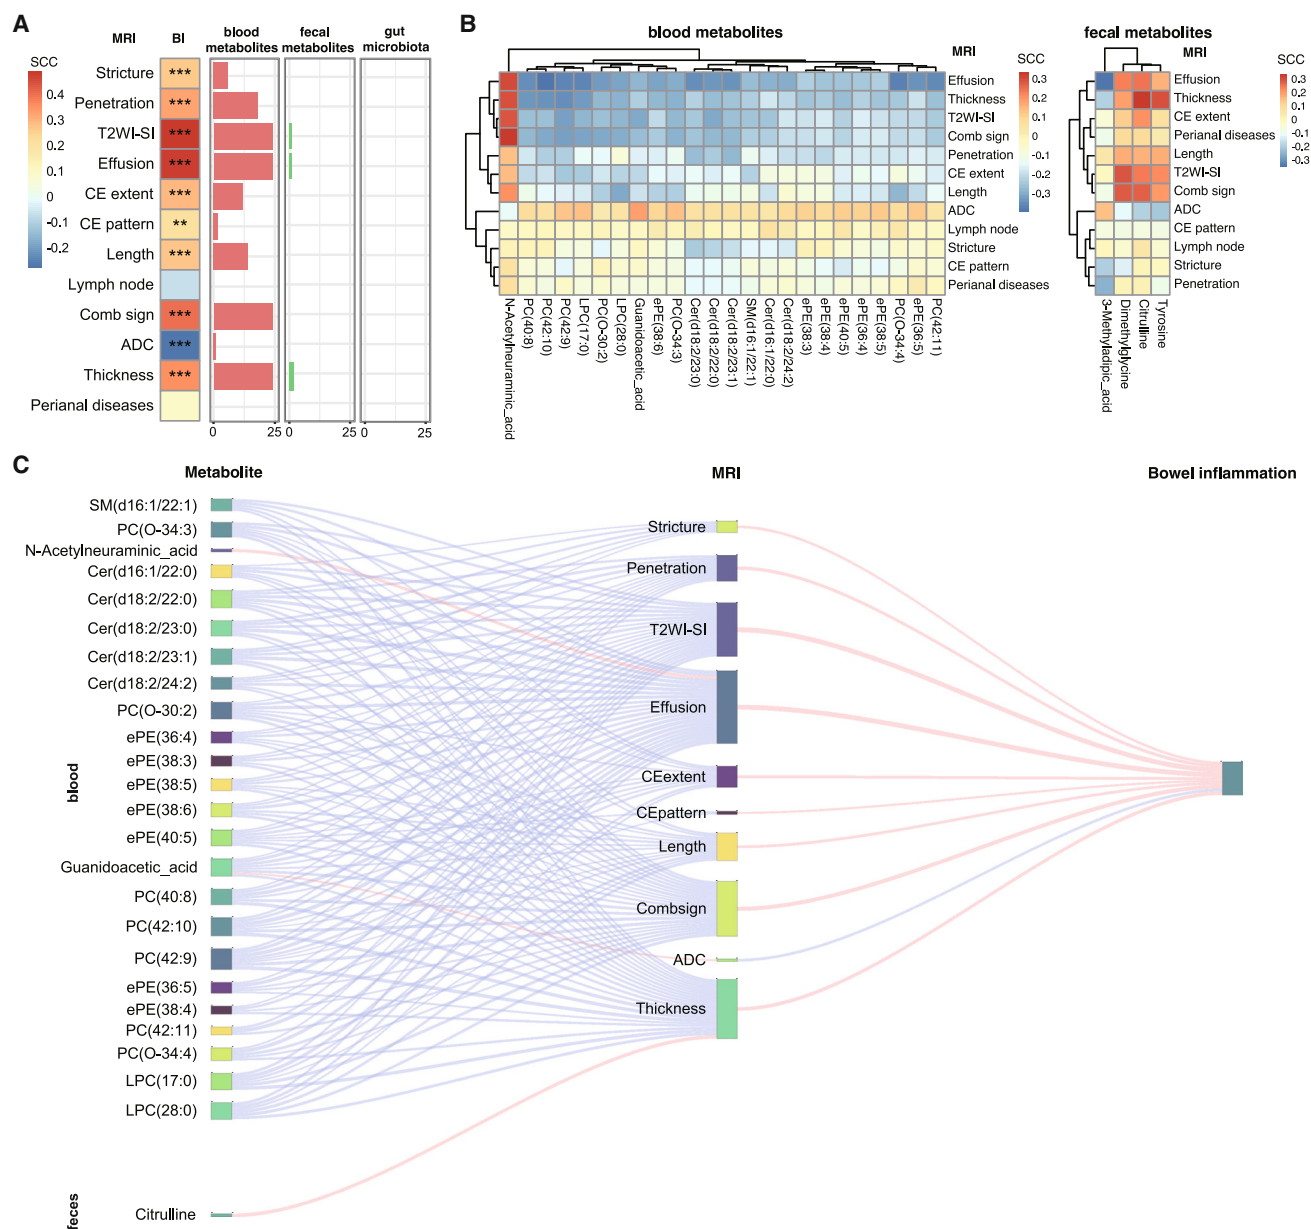 A
MRI
BI
blood
metabolites
fecal
metabolites
gut
microbiota
SCC
0.4
0.3
0.2
0.1
0
-0.1
-0.2
Stricture ***
Penetration ***
T2WI-SI ***
Effusion ***
CE extent ***
CE pattern **
Length ***
Lymph node
Comb sign ***
ADC ***
Thickness ***
Perianal diseases
0 25 0 25 0 25
B
blood metabolites
MRI
Effusion
Thickness
T2WI-SI
Comb sign
Penetration
CE extent
Length
ADC
Lymph node
Stricture
CE pattern
Perianal diseases
N-Acetylneuraminic_acid
PC(40:8)
PC(42:10)
PC(42:9)
LPC(17:0)
PC(O-30:2)
LPC(28:0)
Guanidoacetic_acid
ePE(38:6)
PC(O-34:3)
Cer(d18:2/23:0)
Cer(d18:2/22:0)
Cer(d18:2/23:1)
SM(d16:1/22:1)
Cer(d16:1/22:0)
Cer(d18:2/24:2)
ePE(38:3)
ePE(38:4)
ePE(40:5)
ePE(36:4)
ePE(38:5)
PC(O-34:4)
ePE(36:5)
PC(42:11)
SCC
0.3
0.2
0.1
0
-0.1
-0.2
-0.3
fecal metabolites
MRI
Effusion
Thickness
CE extent
Perianal diseases
Length
T2WI-SI
Comb sign
ADC
CE pattern
Lymph node
Stricture
Penetration
3-Methyladipic_acid
Dimethylglycine
Citrulline
Tyrosine
SCC
0.3
0.2
0.1
0
-0.1
-0.2
-0.3
C
Metabolite
MRI
Bowel inflammation
blood
SM(d16:1/22:1)
PC(O-34:3)
N-Acetylneuraminic_acid
Cer(d16:1/22:0)
Cer(d18:2/22:0)
Cer(d18:2/23:0)
Cer(d18:2/23:1)
Cer(d18:2/24:2)
PC(O-30:2)
ePE(36:4)
ePE(38:3)
ePE(38:5)
ePE(38:6)
ePE(40:5)
Guanidoacetic_acid
PC(40:8)
PC(42:10)
PC(42:9)
ePE(36:5)
ePE(38:4)
PC(42:11)
PC(O-34:4)
LPC(17:0)
LPC(28:0)
feces
Citrulline
Stricture
Penetration
T2WI-SI
Effusion
CEextent
CEpattern
Length
Combsign
ADC
Thickness